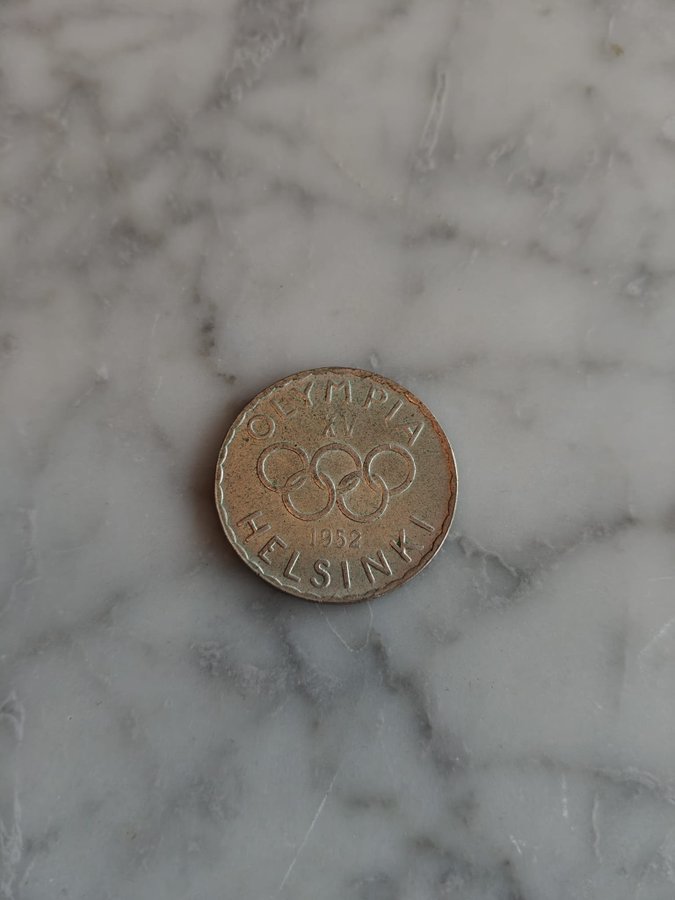 OLYMPIA
XV
1952
HELSINKI